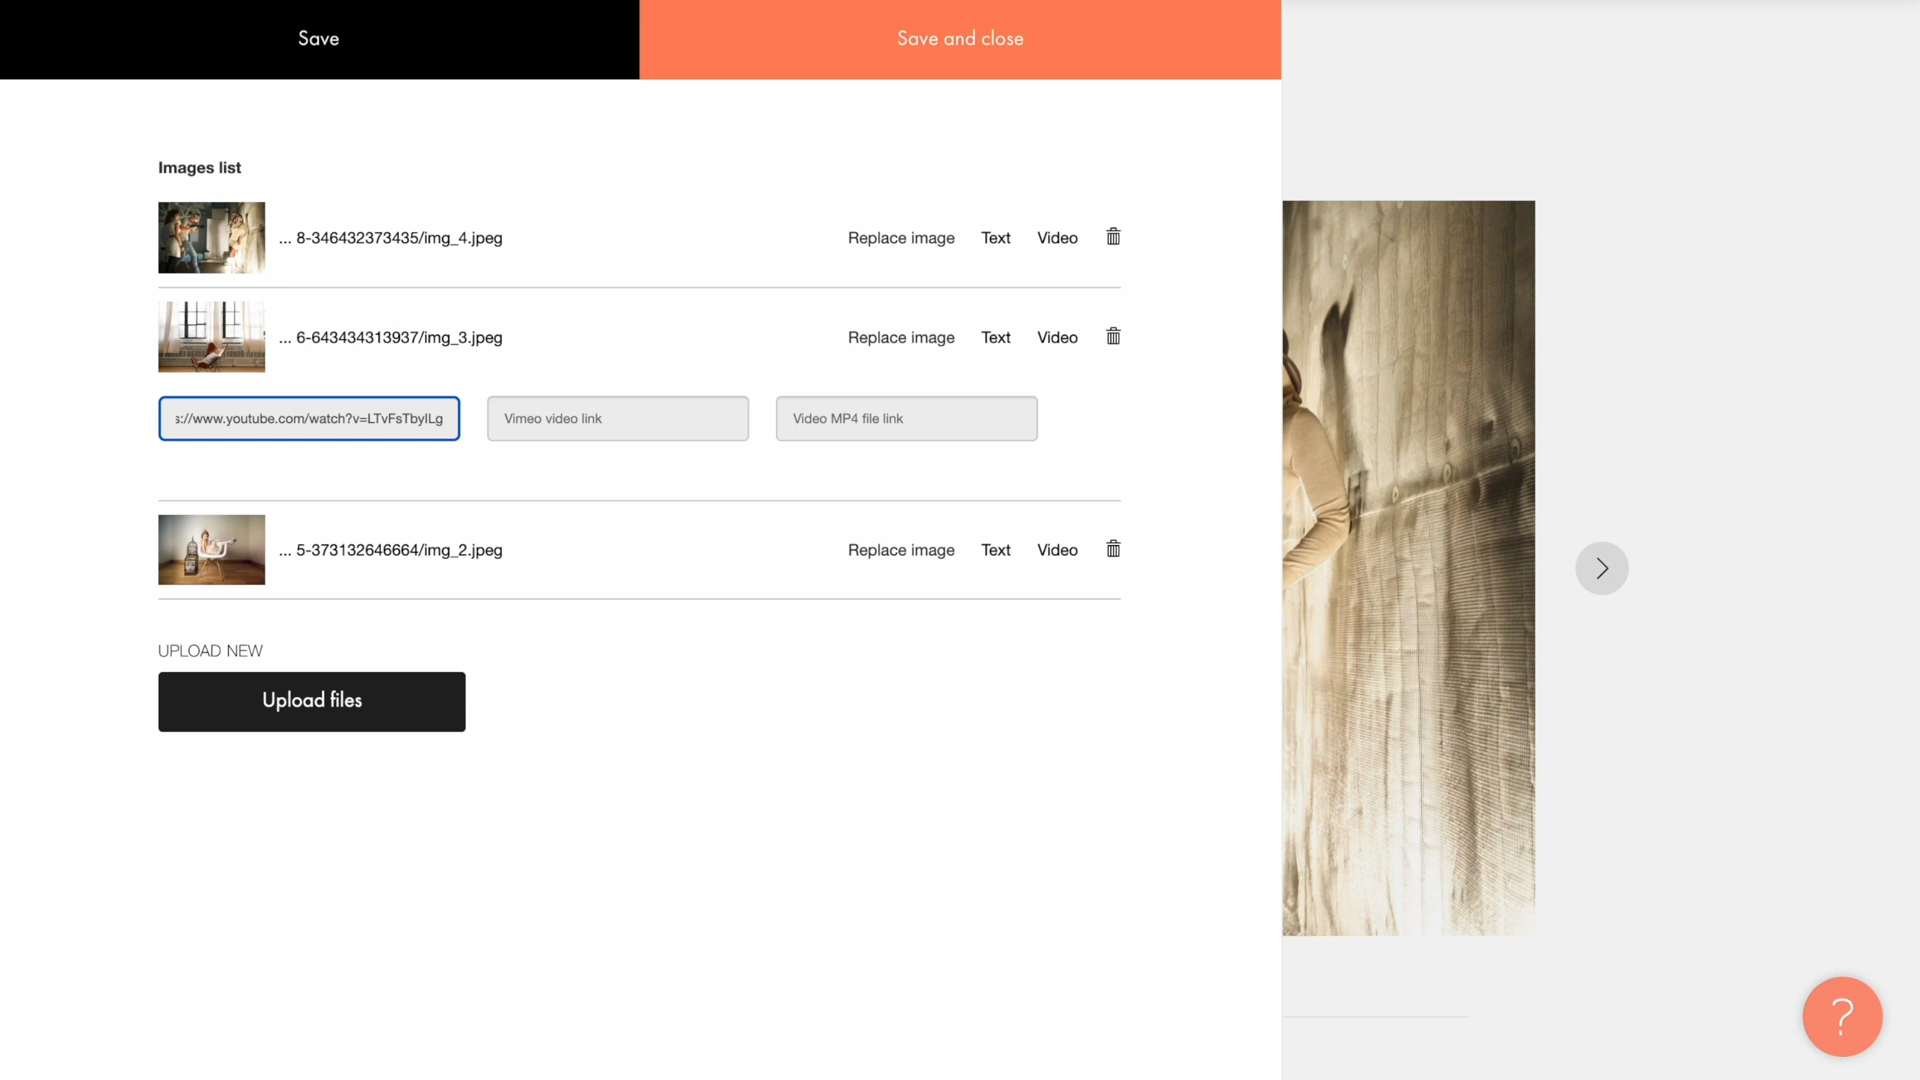 Save
Save and close
Images list
... 8-346432373435/img_4.jpeg
Replace image
Text
Video
... 6-643434313937/img_3.jpeg
Replace image
Text
Video
s://www.youtube.com/watch?v=LTvFsTbylLg
Vimeo video link
Video MP4 file link
... 5-373132646664/img_2.jpeg
Replace image
Text
Video
UPLOAD NEW
Upload files
?